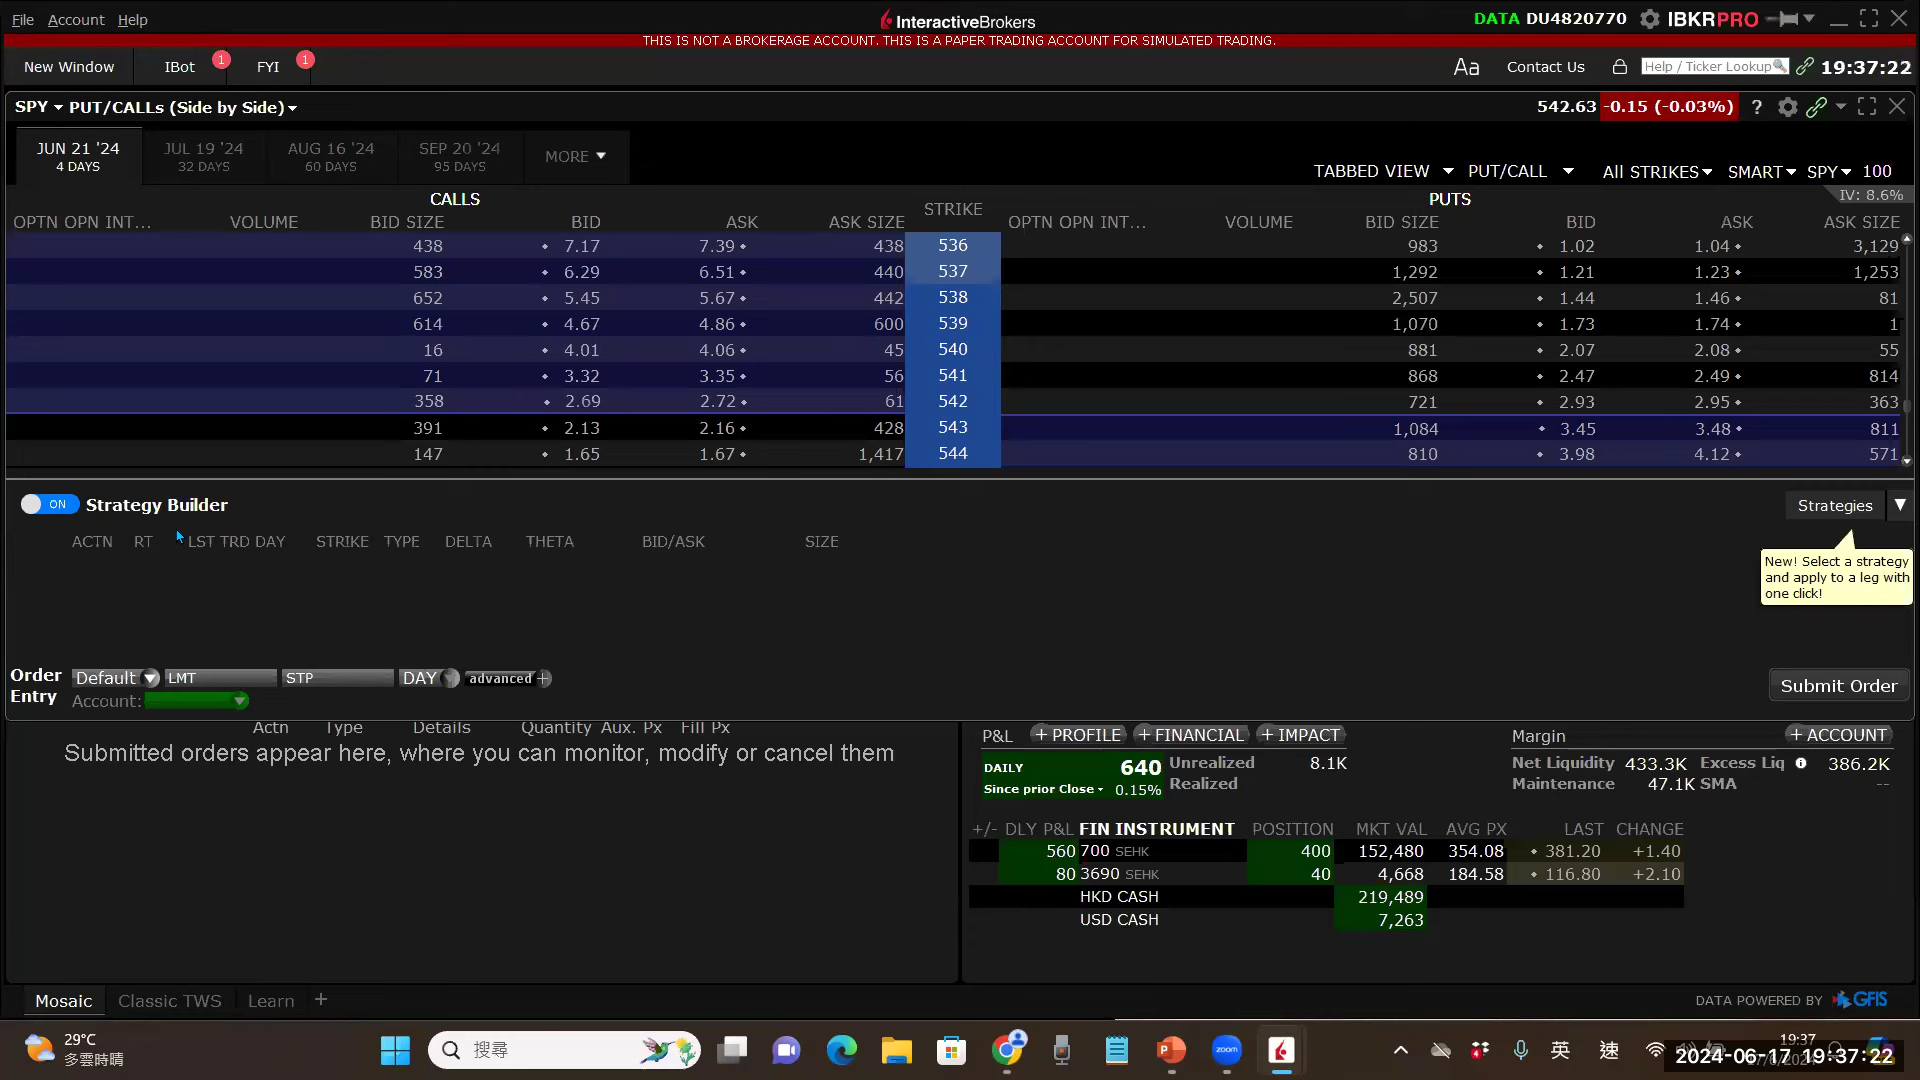 File Account Help
InteractiveBrokers
DATA DU4820770 IBKRPRO
THIS IS NOT A BROKERAGE ACCOUNT. THIS IS A PAPER TRADING ACCOUNT FOR SIMULATED TRADING.
New Window IBot 1 FYI 1
Aa Contact Us Help / Ticker Lookup 19:37:22
SPY PUT/CALLs (Side by Side)
542.63 -0.15 (-0.03%) ?
JUN 21 '24 JUL 19 '24 AUG 16 '24 SEP 20 '24 MORE
4 DAYS 32 DAYS 60 DAYS 95 DAYS
TABBED VIEW PUT/CALL All STRIKES SMART SPY 100
CALLS STRIKE PUTS IV: 8.6%
OPTN OPN INT... VOLUME BID SIZE BID ASK ASK SIZE OPTN OPN INT... VOLUME BID SIZE BID ASK ASK SIZE
438 7.17 7.39 438 536 983 1.02 1.04 3,129
583 6.29 6.51 440 537 1,292 1.21 1.23 1,253
652 5.45 5.67 442 538 2,507 1.44 1.46 81
614 4.67 4.86 600 539 1,070 1.73 1.74 1
16 4.01 4.06 45 540 881 2.07 2.08 55
71 3.32 3.35 56 541 868 2.47 2.49 814
358 2.69 2.72 61 542 721 2.93 2.95 363
391 2.13 2.16 428 543 1,084 3.45 3.48 811
147 1.65 1.67 1,417 544 810 3.98 4.12 571
ON Strategy Builder Strategies
ACTN RT LST TRD DAY STRIKE TYPE DELTA THETA BID/ASK SIZE
New! Select a strategy
and apply to a leg with
one click!
Order Entry
Default LMT STP DAY advanced
Account:
Submit Order
Actn Type Details Quantity Aux. Px Fill Px
Submitted orders appear here, where you can monitor, modify or cancel them
P&L + PROFILE + FINANCIAL + IMPACT Margin + ACCOUNT
DAILY 640 Unrealized 8.1K Net Liquidity 433.3K Excess Liq 386.2K
Since prior Close 0.15% Realized Maintenance 47.1K SMA --
+/- DLY P&L FIN INSTRUMENT POSITION MKT VAL AVG PX LAST CHANGE
560 700 SEHK 400 152,480 354.08 381.20 +1.40
80 3690 SEHK 40 4,668 184.58 116.80 +2.10
HKD CASH 219,489
USD CASH 7,263
Mosaic Classic TWS Learn +
DATA POWERED BY GFIS
29°C
多雲時晴
搜尋
zoom
英 速
19:37
2024-06-17 19:37:22